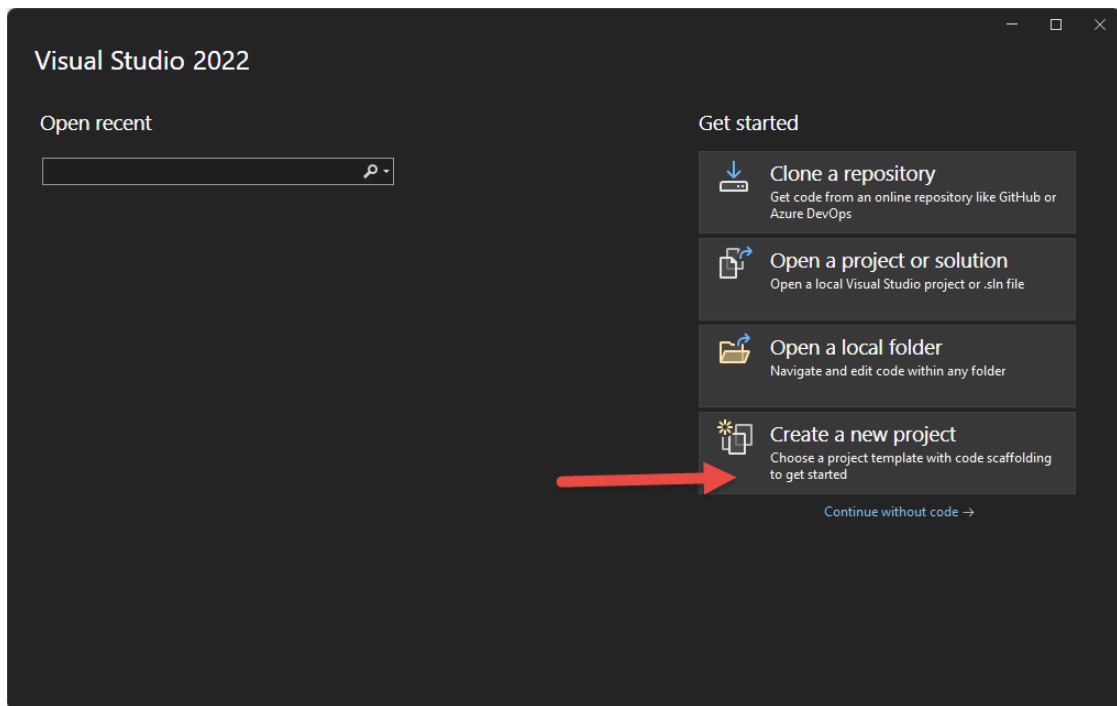 Visual Studio 2022
Open recent
Get started
Clone a repository
Get code from an online repository like GitHub or
Azure DevOps
Open a project or solution
Open a local Visual Studio project or .sln file
Open a local folder
Navigate and edit code within any folder
Create a new project
Choose a project template with code scaffolding
to get started
Continue without code →